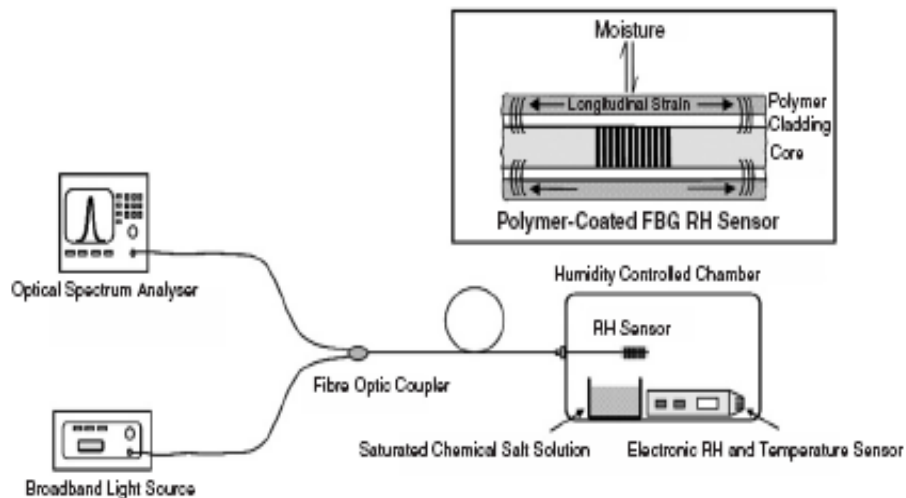 Moisture
Longitudinal Strain
Polymer
Cladding
Core
Polymer-Coated FBG RH Sensor
Optical Spectrum Analyser
Humidity Controlled Chamber
RH Sensor
Fibre Optic Coupler
Saturated Chemical Salt Solution
Electronic RH and Temperature Sensor
Broadband Light Source